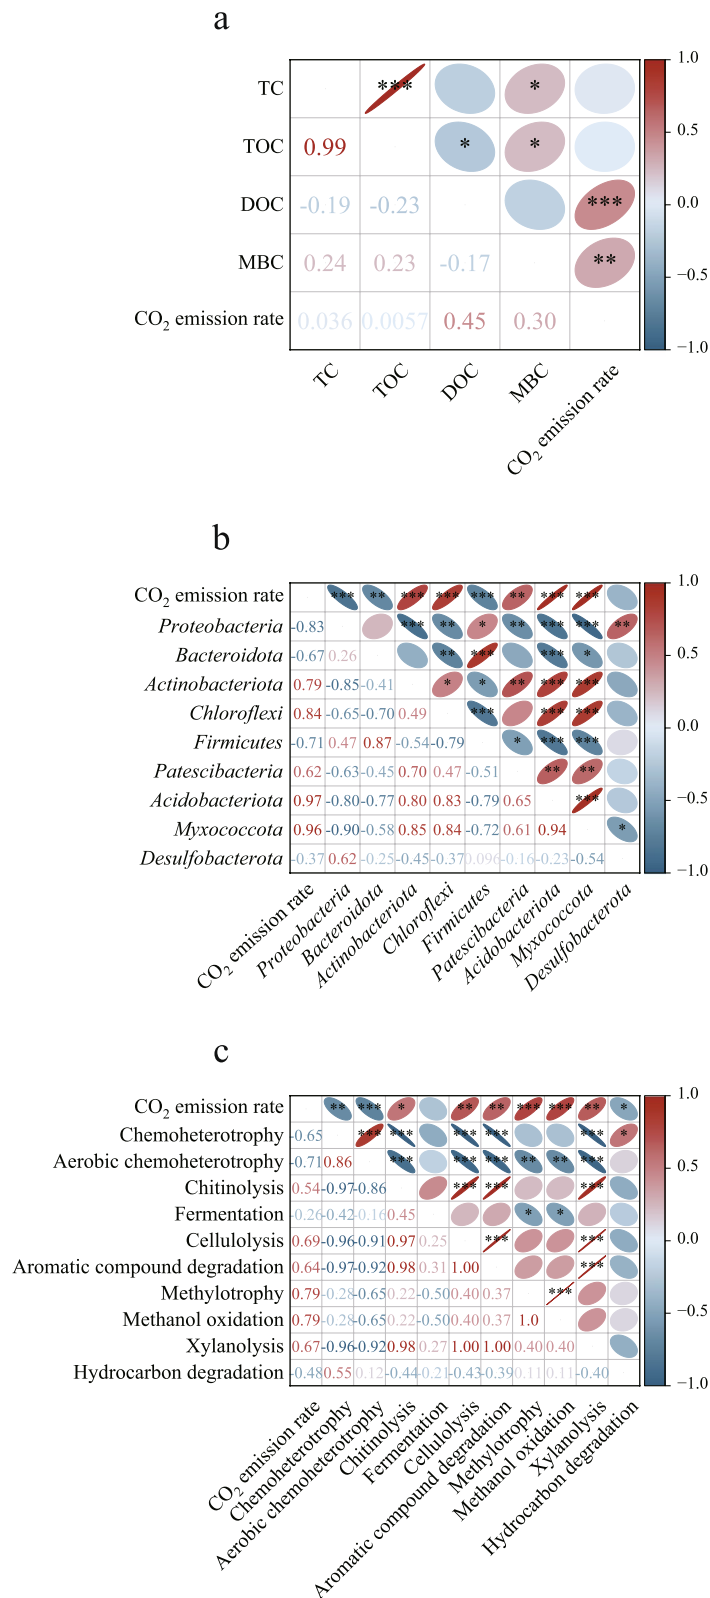 a
TC *** * 1.0
TOC 0.99 * * 0.5
DOC -0.19 -0.23 *** 0.0
MBC 0.24 0.23 -0.17 ** −0.5
CO2 emission rate 0.036 0.0057 0.45 0.30 −1.0
TC TOC DOC MBC CO2 emission rate
b
CO2 emission rate *** ** *** *** *** ** *** *** 1.0
Proteobacteria -0.83 *** ** * ** *** *** **
Bacteroidota -0.67 0.26 ** *** *** * 0.5
Actinobacteriota 0.79 -0.85 -0.41 * * ** *** ***
Chloroflexi 0.84 -0.65 -0.70 0.49 *** *** *** 0.0
Firmicutes -0.71 0.47 0.87 -0.54 -0.79 * *** ***
Patescibacteria 0.62 -0.63 -0.45 0.70 0.47 -0.51 ** **
Acidobacteriota 0.97 -0.80 -0.77 0.80 0.83 -0.79 0.65 *** −0.5
Myxococcota 0.96 -0.90 -0.58 0.85 0.84 -0.72 0.61 0.94 *
Desulfobacterota -0.37 0.62 -0.25 -0.45 -0.37 0.096 -0.16 -0.23 -0.54 −1.0
CO2 emission rate Proteobacteria Bacteroidota Actinobacteriota Chloroflexi Firmicutes Patescibacteria Acidobacteriota Myxococcota Desulfobacterota
c
CO2 emission rate ** *** * ** ** *** *** ** * 1.0
Chemoheterotrophy -0.65 *** *** *** *** *** *
Aerobic chemoheterotrophy -0.71 0.86 *** *** *** ** ** *** 0.5
Chitinolysis 0.54 -0.97 -0.86 *** *** ***
Fermentation -0.26 -0.42 -0.16 0.45 * *
Cellulolysis 0.69 -0.96 -0.91 0.97 0.25 *** *** 0.0
Aromatic compound degradation 0.64 -0.97 -0.92 0.98 0.31 1.00 ***
Methylotrophy 0.79 -0.28 -0.65 0.22 -0.50 0.40 0.37 ***
Methanol oxidation 0.79 -0.28 -0.65 0.22 -0.50 0.40 0.37 1.0 −0.5
Xylanolysis 0.67 -0.96 -0.92 0.98 0.27 1.00 1.00 0.40 0.40
Hydrocarbon degradation -0.48 0.55 0.12 -0.44 -0.21 -0.43 -0.39 0.11 0.11 -0.40 −1.0
CO2 emission rate Chemoheterotrophy Aerobic chemoheterotrophy Chitinolysis Fermentation Cellulolysis Aromatic compound degradation Methylotrophy Methanol oxidation Xylanolysis Hydrocarbon degradation